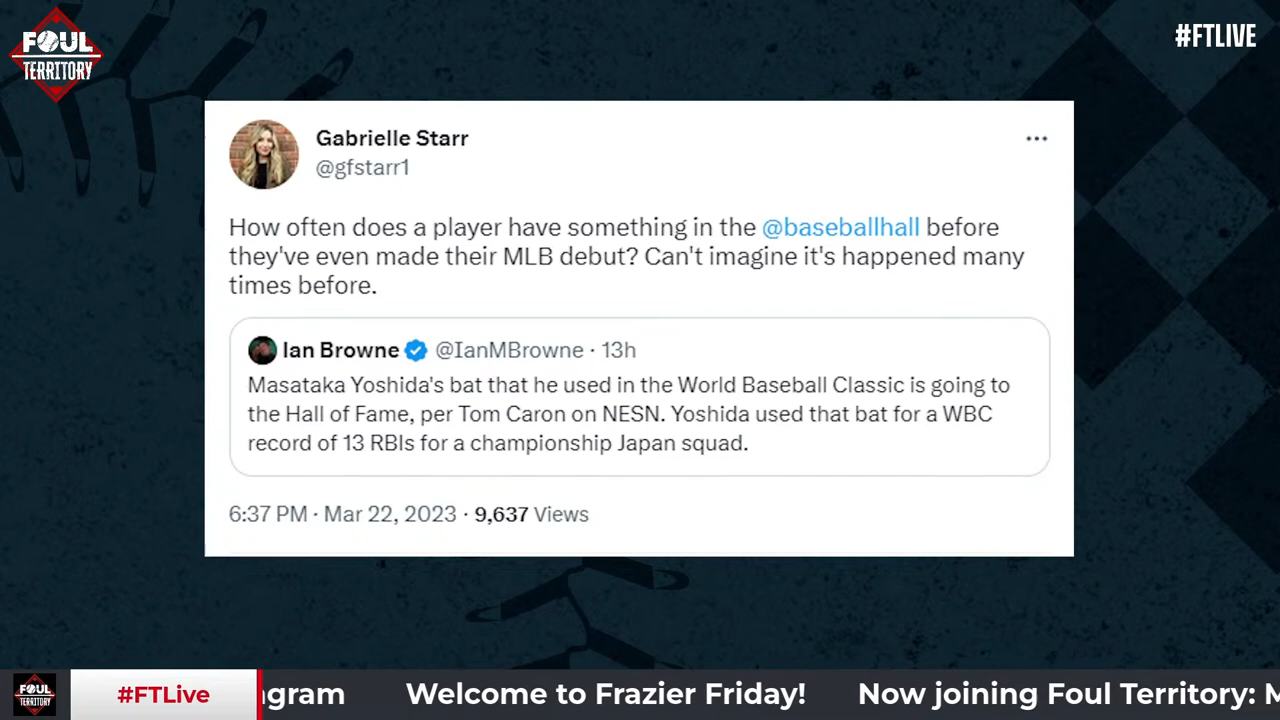 FOUL
TERRITORY
#FTLIVE
Gabrielle Starr
@gfstarr1
How often does a player have something in the @baseballhall before
they've even made their MLB debut? Can't imagine it's happened many
times before.
Ian Browne @IanMBrowne · 13h
Masataka Yoshida's bat that he used in the World Baseball Classic is going to
the Hall of Fame, per Tom Caron on NESN. Yoshida used that bat for a WBC
record of 13 RBIs for a championship Japan squad.
6:37 PM · Mar 22, 2023 · 9,637 Views
FOUL
TERRITORY
#FTLive
agram Welcome to Frazier Friday! Now joining Foul Territory: M